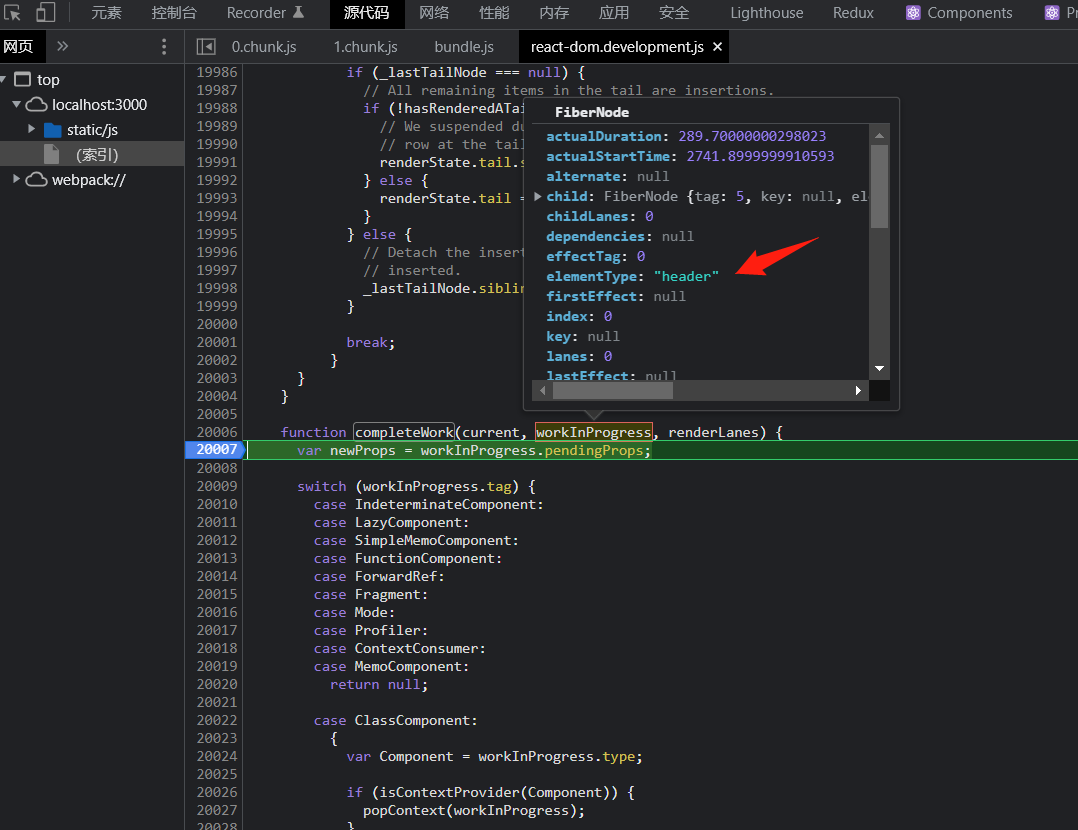 元素 控制台 Recorder 源代码 网络 性能 内存 应用 安全 Lighthouse Redux Components Pr
网页 0.chunk.js 1.chunk.js bundle.js react-dom.development.js ×
top
localhost:3000
static/js
(索引)
webpack://
19986 if (_lastTailNode === null) {
19987 // All remaining items in the tail are insertions.
19988 if (!hasRenderedATai
19989 // We suspended du
19990 // row at the tail
19991 renderState.tail.s
19992 } else {
19993 renderState.tail =
19994 }
19995 } else {
19996 // Detach the insert
19997 // inserted.
19998 _lastTailNode.siblin
19999 }
20000
20001 break;
20002 }
20003 }
20004 }
20005
20006 function completeWork(current, workInProgress, renderLanes) {
20007 var newProps = workInProgress.pendingProps;
20008
20009 switch (workInProgress.tag) {
20010 case IndeterminateComponent:
20011 case LazyComponent:
20012 case SimpleMemoComponent:
20013 case FunctionComponent:
20014 case ForwardRef:
20015 case Fragment:
20016 case Mode:
20017 case Profiler:
20018 case ContextConsumer:
20019 case MemoComponent:
20020 return null;
20021
20022 case ClassComponent:
20023 {
20024 var Component = workInProgress.type;
20025
20026 if (isContextProvider(Component)) {
20027 popContext(workInProgress);
20028 }
FiberNode
actualDuration: 289.70000000298023
actualStartTime: 2741.8999999910593
alternate: null
child: FiberNode {tag: 5, key: null, el
childLanes: 0
dependencies: null
effectTag: 0
elementType: "header"
firstEffect: null
index: 0
key: null
lanes: 0
lastEffect: null